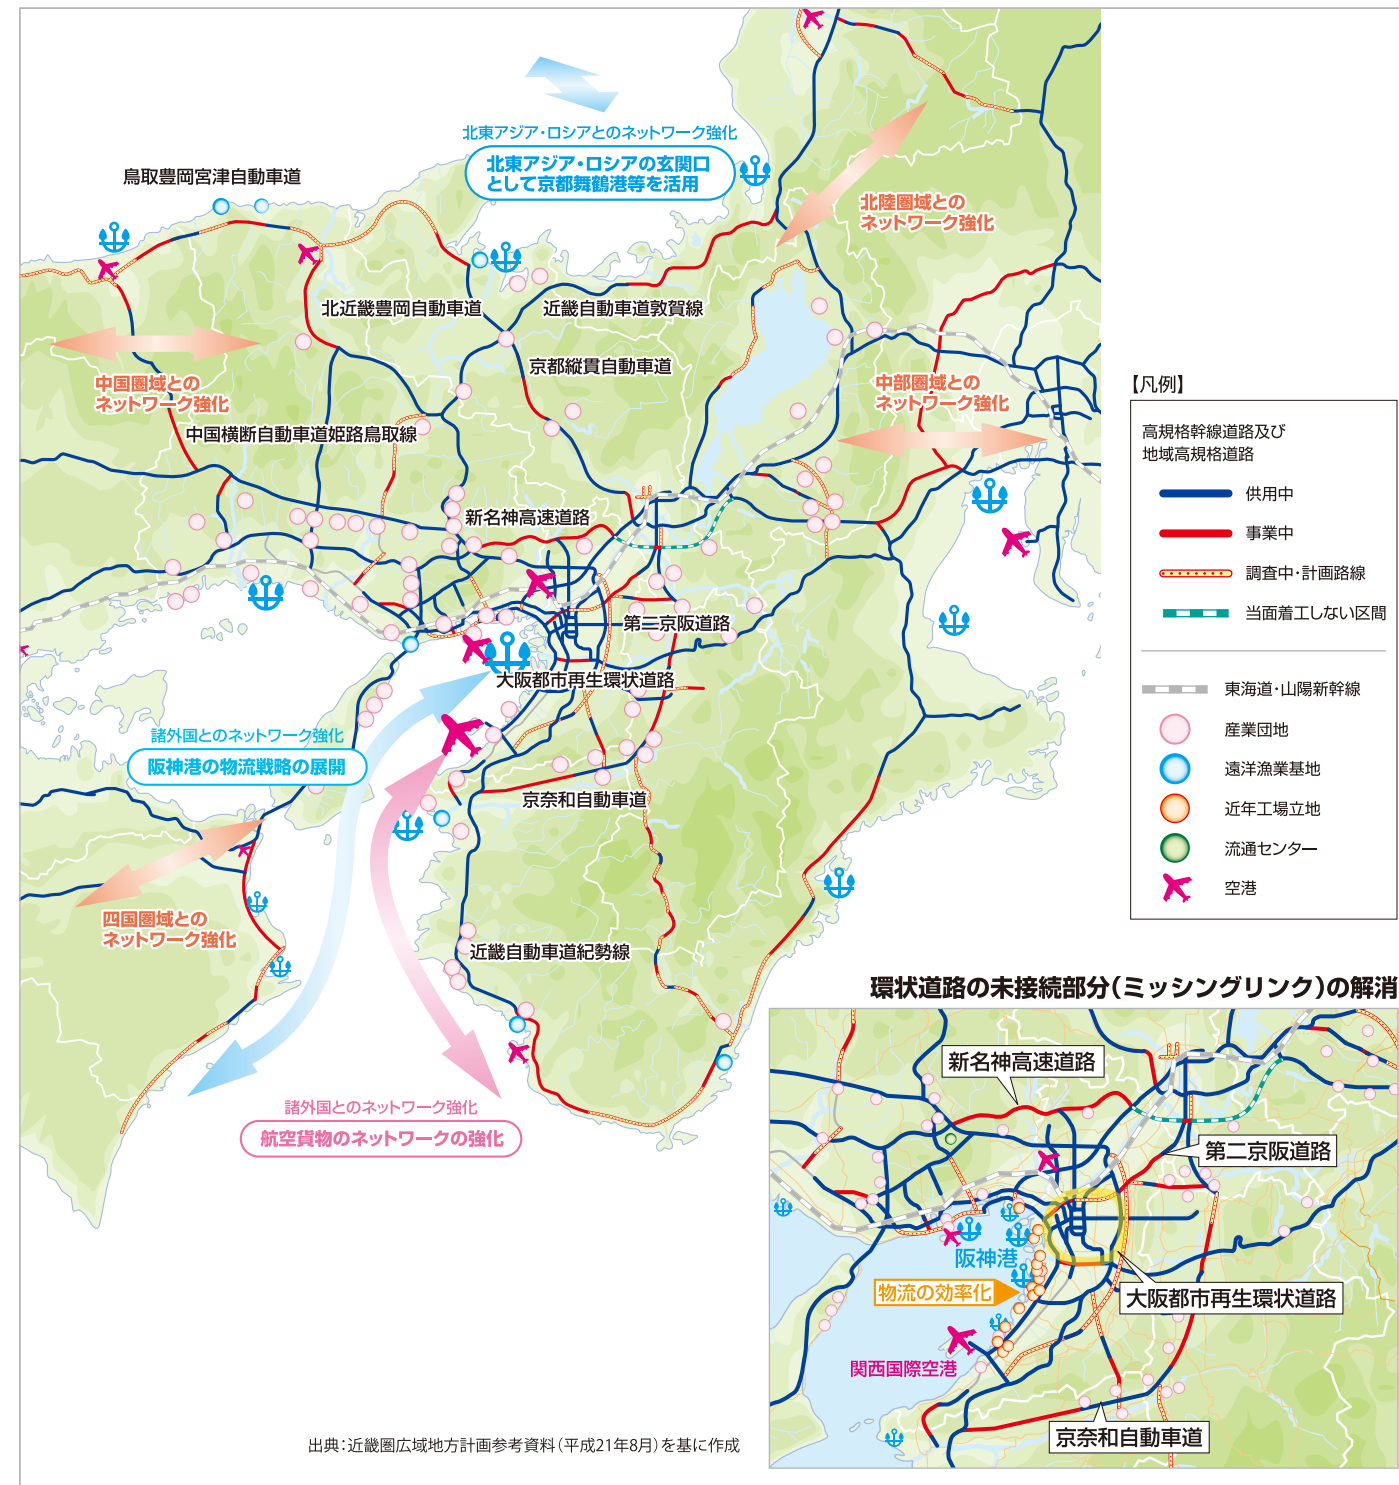 北東アジア・ロシアとのネットワーク強化
北東アジア・ロシアの玄関口
として京都舞鶴港等を活用
鳥取豊岡宮津自動車道
北陸圏域との
ネットワーク強化
北近畿豊岡自動車道
近畿自動車道敦賀線
京都縦貫自動車道
中国圏域との
ネットワーク強化
中部圏域との
ネットワーク強化
中国横断自動車道姫路鳥取線
新名神高速道路
第二京阪道路
大阪都市再生環状道路
諸外国とのネットワーク強化
阪神港の物流戦略の展開
京奈和自動車道
四国圏域との
ネットワーク強化
近畿自動車道紀勢線
諸外国とのネットワーク強化
航空貨物のネットワークの強化
【凡例】
高規格幹線道路及び
地域高規格道路
供用中
事業中
調査中・計画路線
当面着工しない区間
東海道・山陽新幹線
産業団地
遠洋漁業基地
近年工場立地
流通センター
空港
環状道路の未接続部分(ミッシングリンク)の解消
新名神高速道路
第二京阪道路
阪神港
物流の効率化
大阪都市再生環状道路
関西国際空港
京奈和自動車道
出典:近畿圏広域地方計画参考資料(平成21年8月)を基に作成